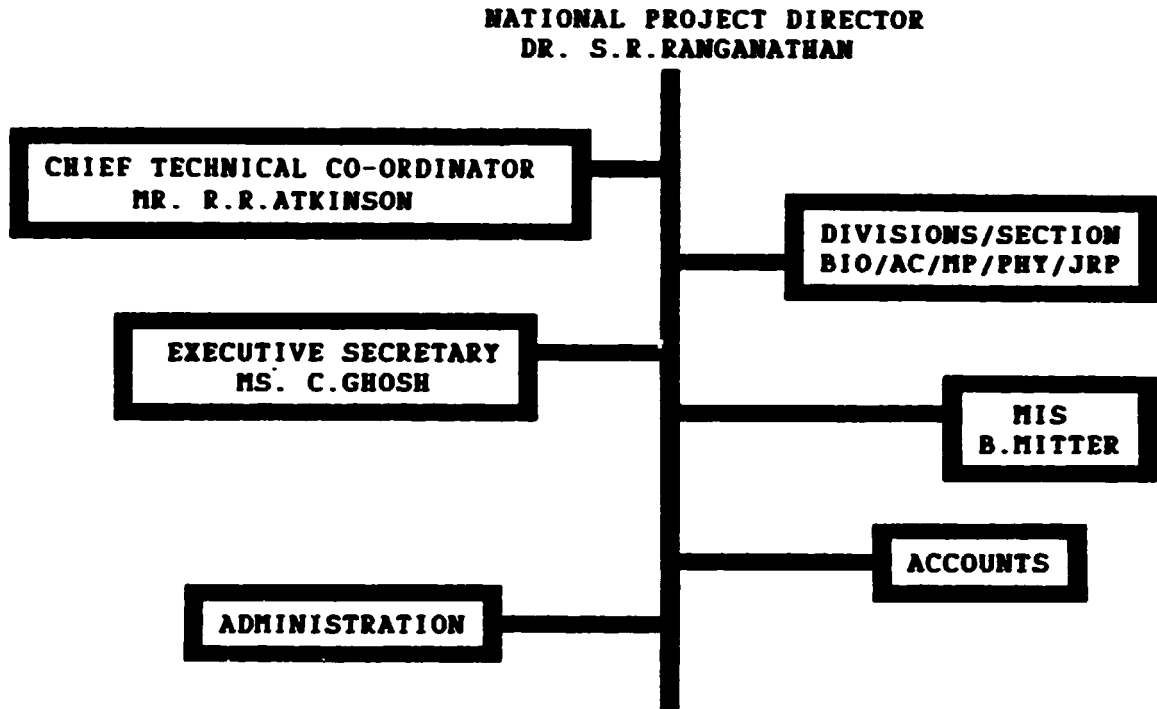 NATIONAL PROJECT DIRECTOR
DR. S.R.RANGANATHAN
CHIEF TECHNICAL CO-ORDINATOR
MR. R.R.ATKINSON
DIVISIONS/SECTION
BIO/AC/MP/PHY/JRP
EXECUTIVE SECRETARY
MS. C.GHOSH
MIS
B.MITTER
ACCOUNTS
ADMINISTRATION